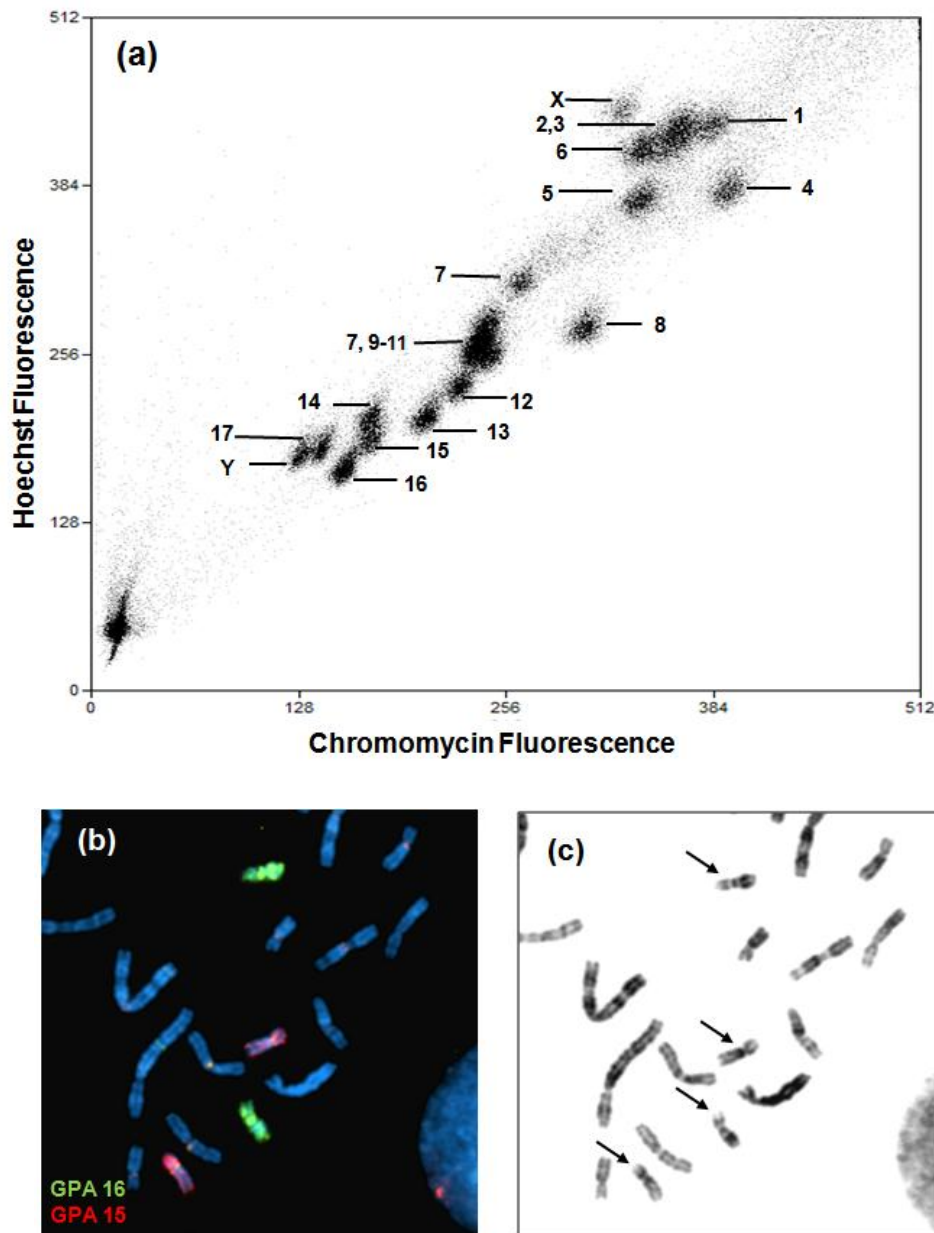 (a)
Hoechst Fluorescence
512
384
256
128
0
X
2,3
1
6
5
4
7
8
7, 9-11
12
14
13
17
15
Y
16
0
128
256
384
512
Chromomycin Fluorescence
(b)
GPA 16
GPA 15
(c)